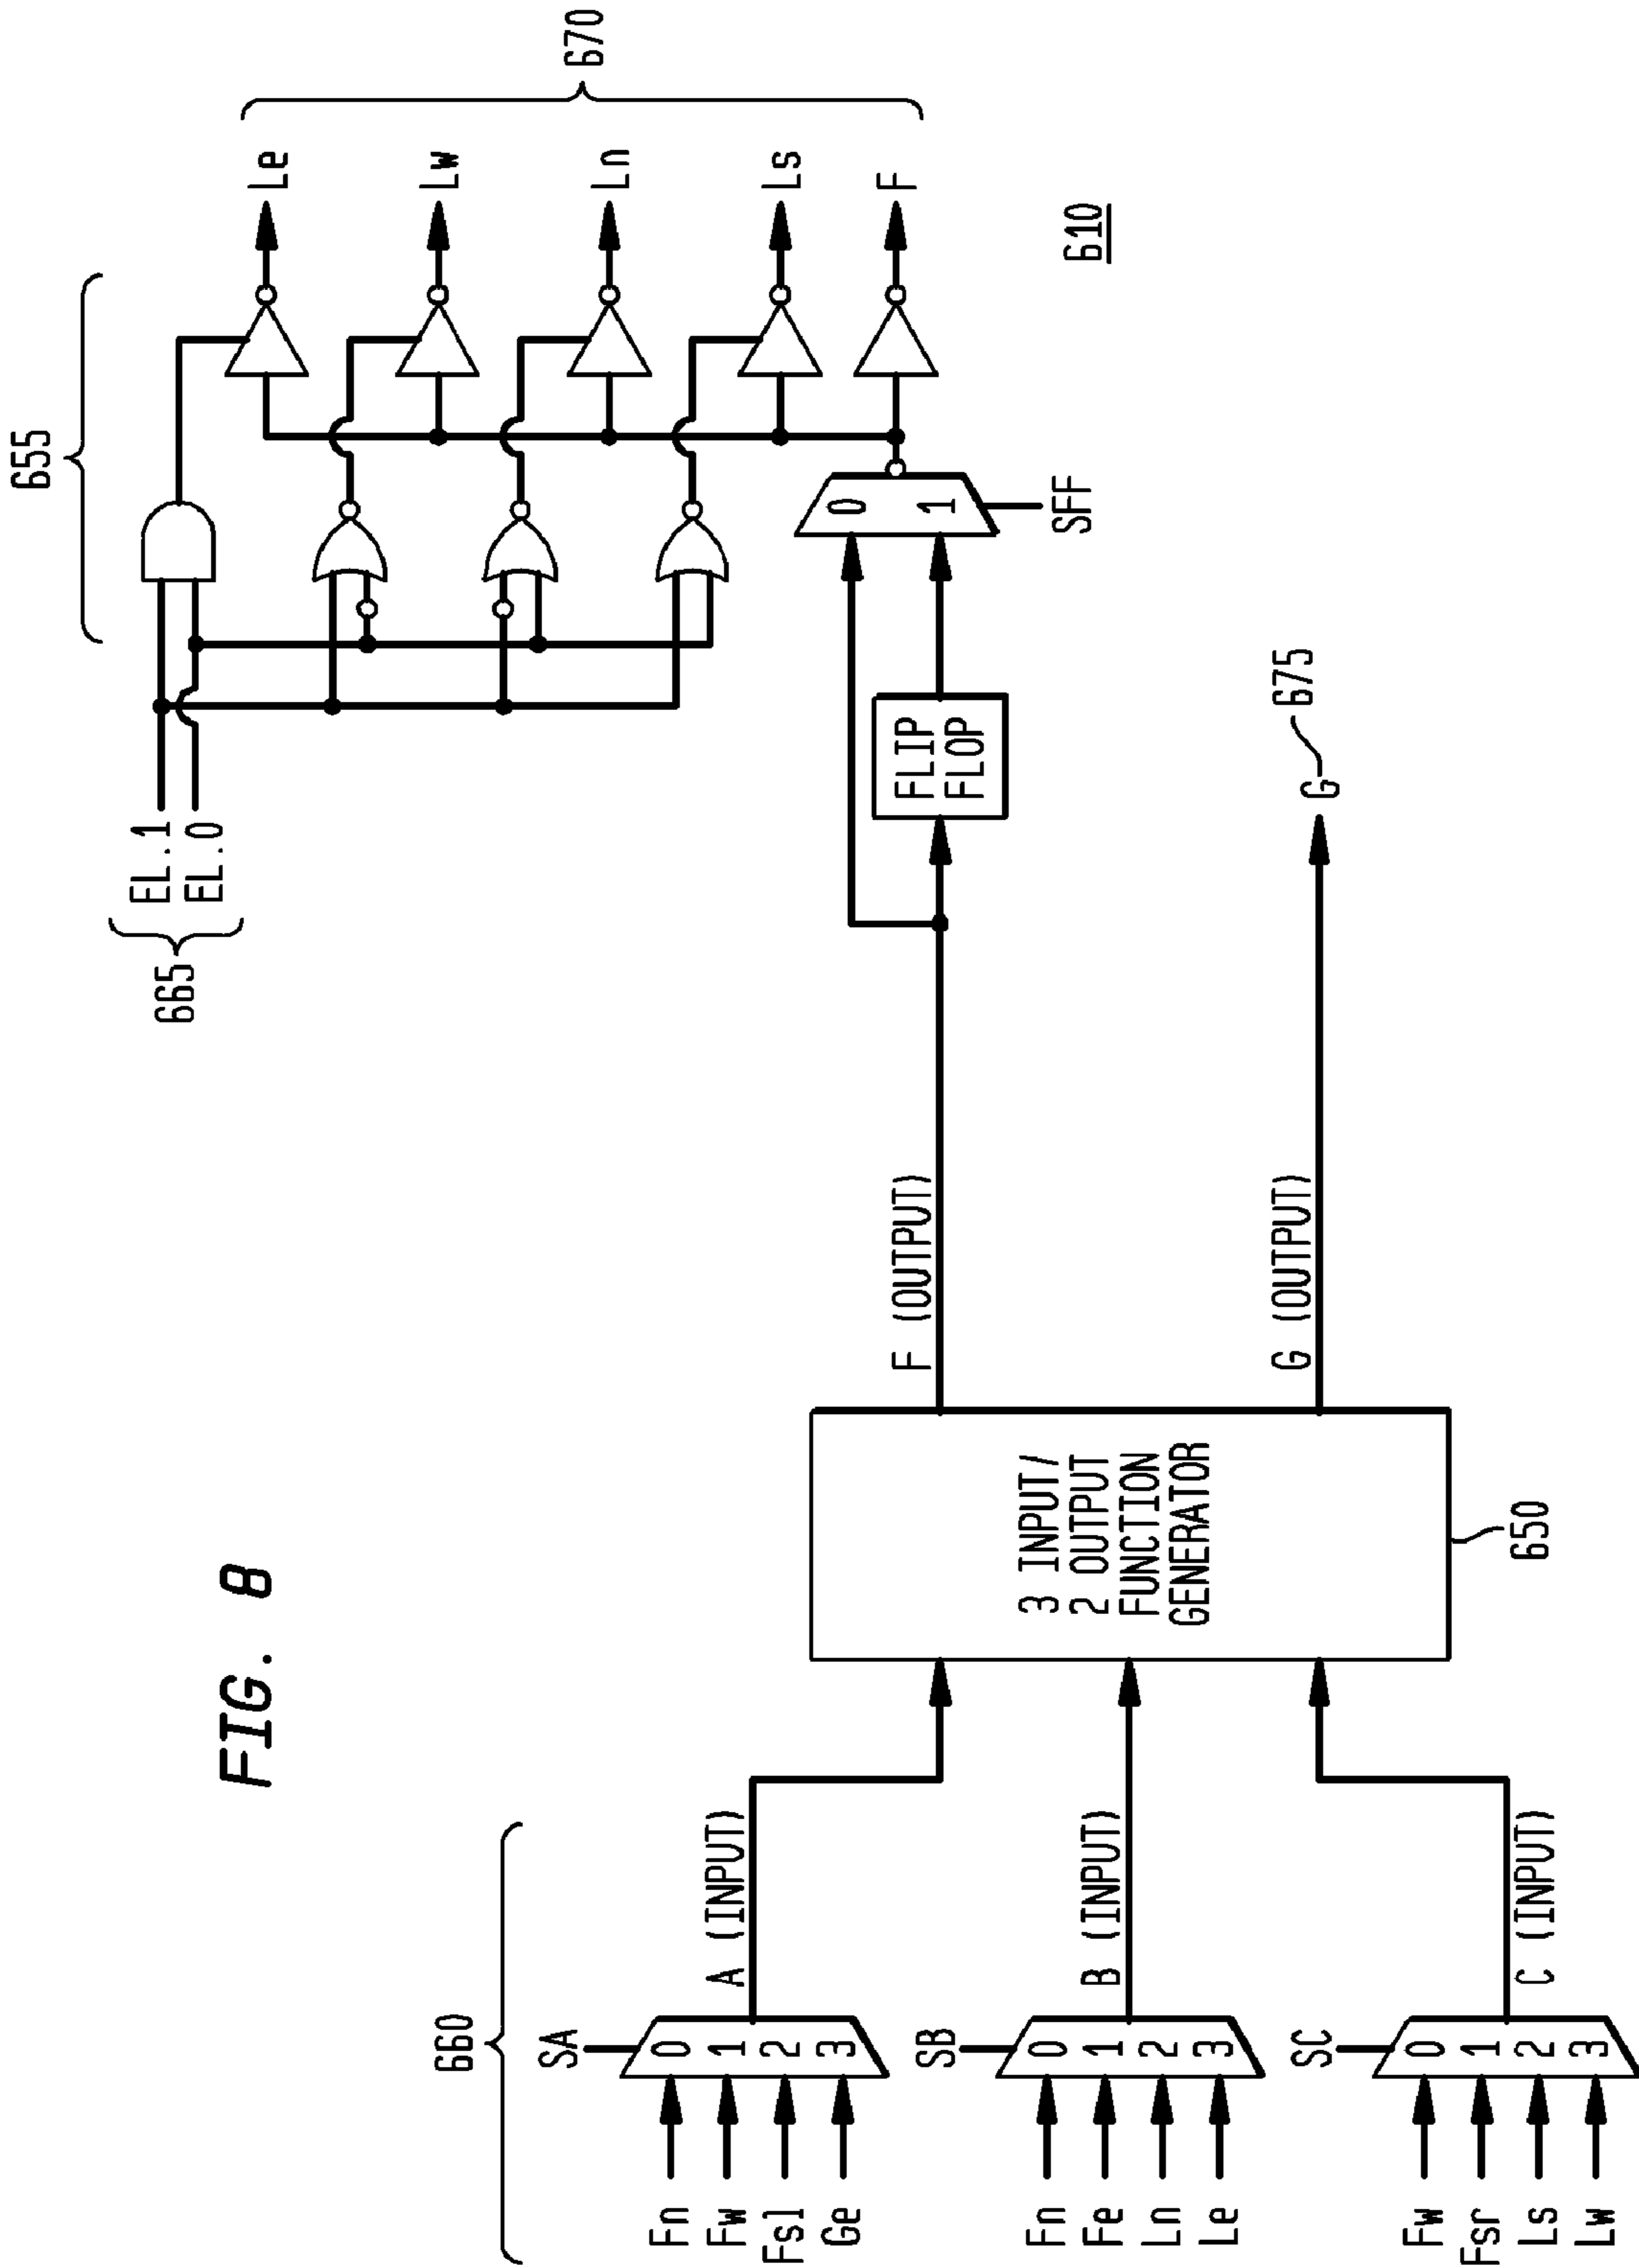 FIG. 8
660
SA
Fn
0
Fw
1
Fsl
2
Ge
3
A (INPUT)
SB
Fn
0
Fe
1
Ln
2
Le
3
B (INPUT)
SC
Fw
0
Fsr
1
Ls
2
Lw
3
C (INPUT)
3 INPUT/
2 OUTPUT
FUNCTION
GENERATOR
650
F (OUTPUT)
G (OUTPUT)
G
675
FLIP
FLOP
0
1
SFF
665
EL.1
EL.0
655
Le
Lw
Ln
Ls
F
670
610